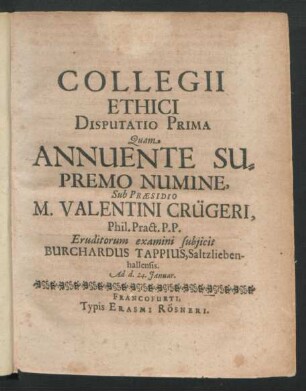 COLLEGII
ETHICI
DISPUTATIO PRIMA
Quam,
ANNUENTE SU-
PREMO NUMINE,
Sub PRÆSIDIO
M. VALENTINI CRÜGERI,
Phil. Pract. P.P.
Eruditorum examini subjicit
BURCHARDUS TAPPIUS, Saltzlieben-
hallensis.
Ad d. 24. Januar.
FRANCOFURTI,
Typis ERASMI RÖSNERI.